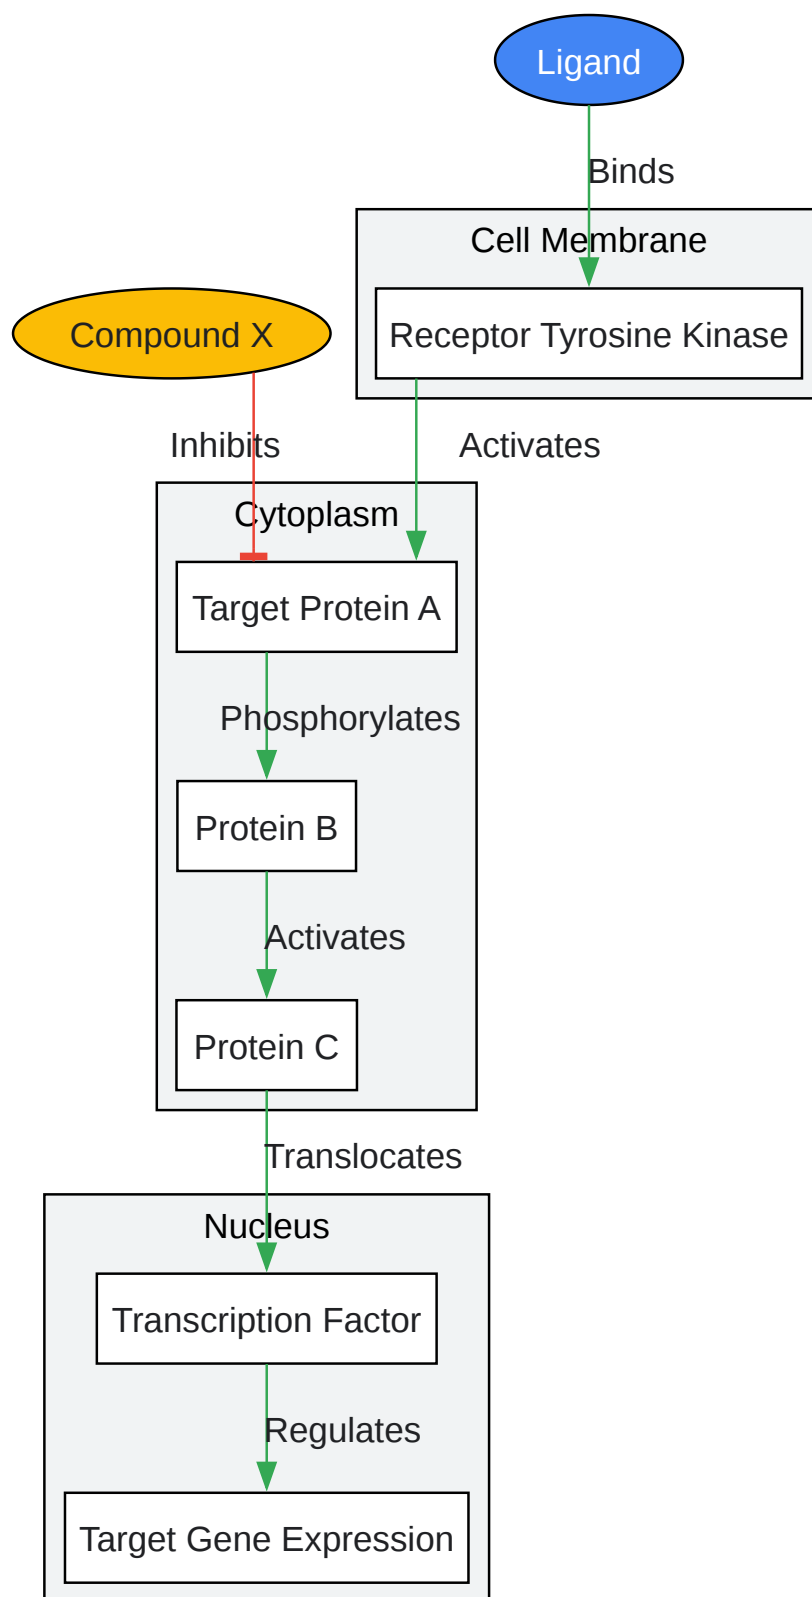 Ligand
Binds
Cell Membrane
Receptor Tyrosine Kinase
Compound X
Inhibits
Activates
Cytoplasm
Target Protein A
Phosphorylates
Protein B
Activates
Protein C
Translocates
Nucleus
Transcription Factor
Regulates
Target Gene Expression